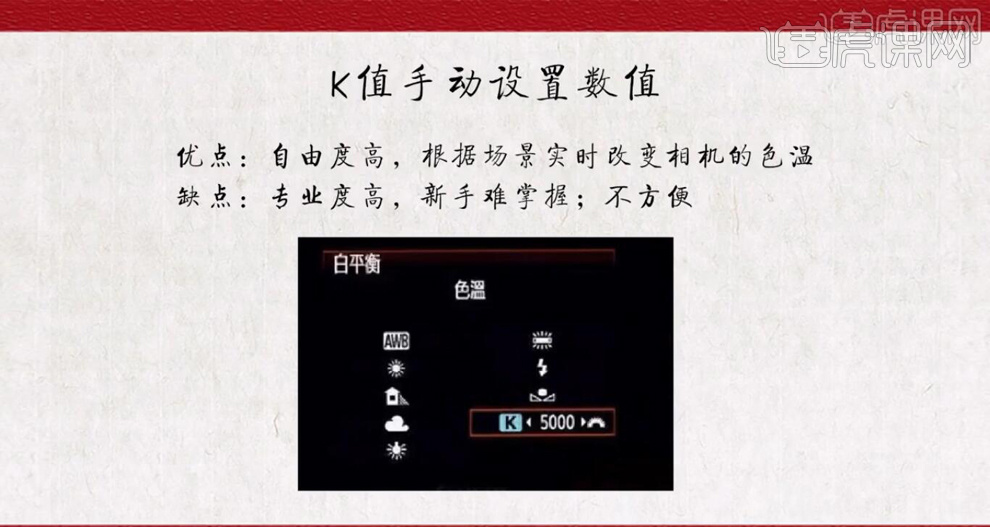 虎课网
K值手动设置数值
优点：自由度高，根据场景实时改变相机的色温
缺点：专业度高，新手难掌握；不方便
白平衡
色溫
AWB
K 5000